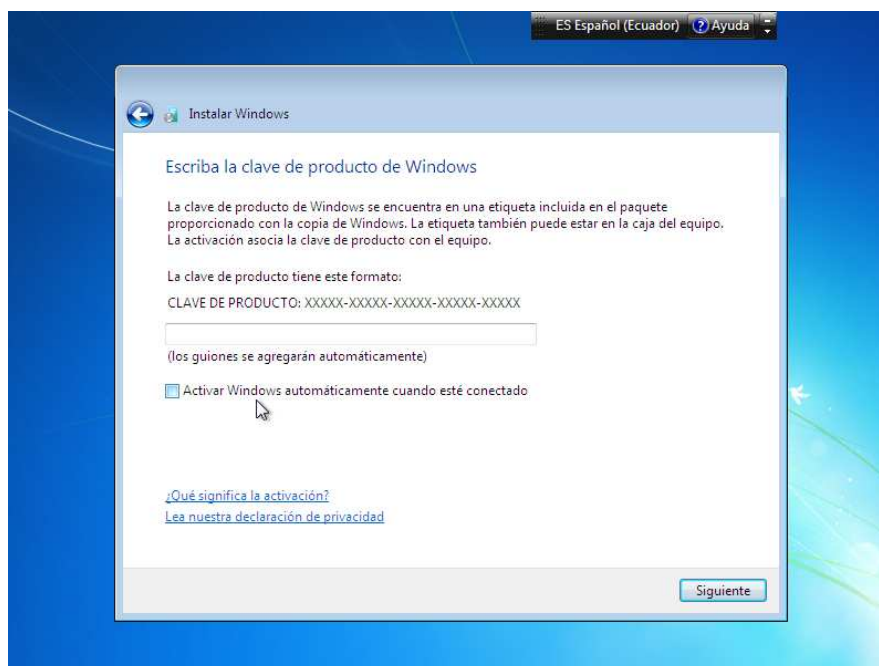 ES Español (Ecuador) Ayuda
Instalar Windows
Escriba la clave de producto de Windows
La clave de producto de Windows se encuentra en una etiqueta incluida en el paquete
proporcionado con la copia de Windows. La etiqueta también puede estar en la caja del equipo.
La activación asocia la clave de producto con el equipo.
La clave de producto tiene este formato:
CLAVE DE PRODUCTO: XXXXX-XXXXX-XXXXX-XXXXX-XXXXX
(los guiones se agregarán automáticamente)
Activar Windows automáticamente cuando esté conectado
¿Qué significa la activación?
Lea nuestra declaración de privacidad
Siguiente